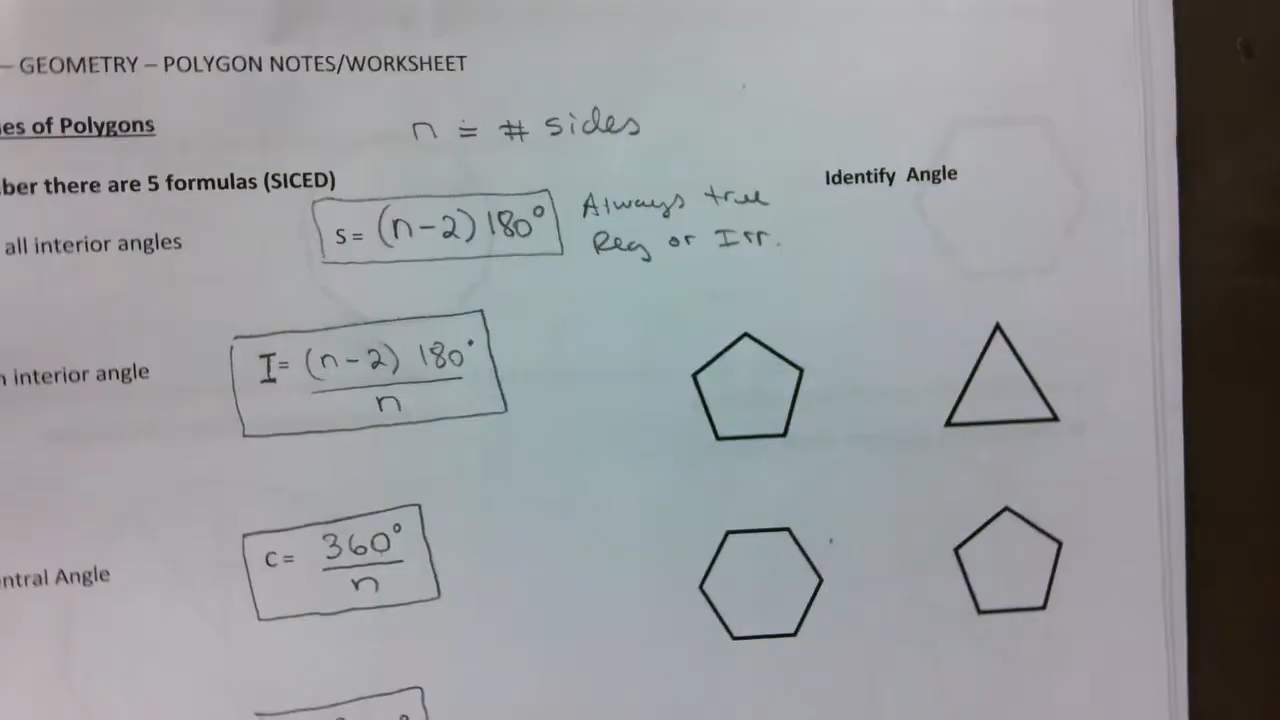 – GEOMETRY – POLYGON NOTES/WORKSHEET
es of Polygons
n = # sides
ber there are 5 formulas (SICED)
Identify Angle
all interior angles
S = (n-2) 180°
Always true
Reg or Irr.
interior angle
I = (n-2) 180°
n
ntral Angle
C = 360°
n